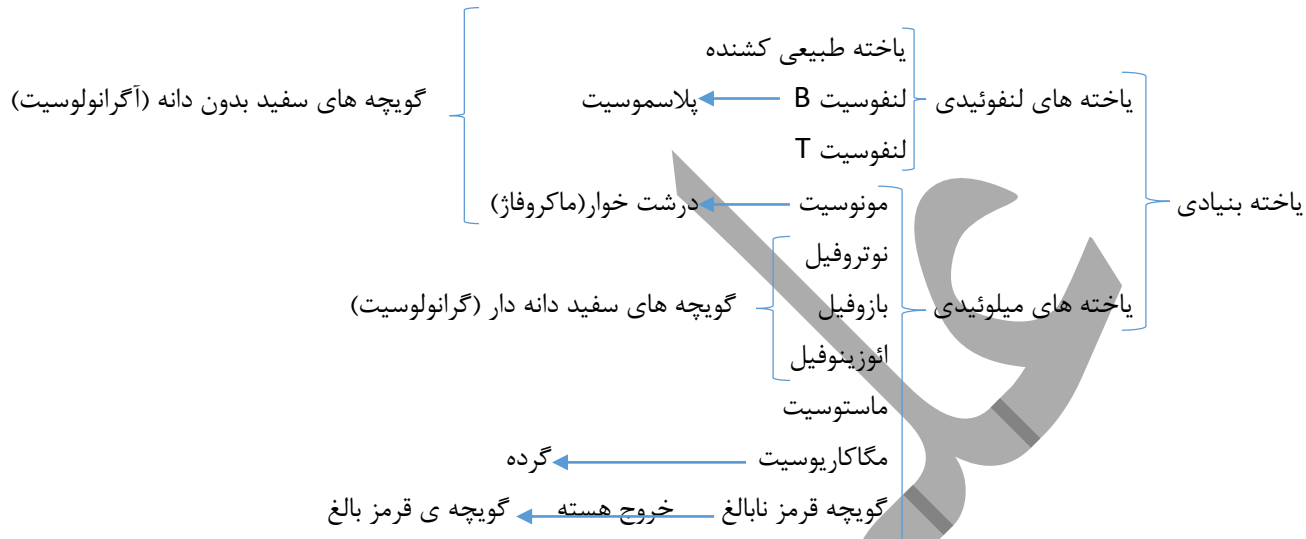 یاخته طبیعی کشنده
گویچه های سفید بدون دانه (آگرانولوسیت)
پلاسموسیت
لنفوسیت B
یاخته های لنفوئیدی
لنفوسیت T
یاخته بنیادی
مونوسیت
درشت خوار(ماکروفاژ)
نوتروفیل
یاخته های میلوئیدی
بازوفیل
گویچه های سفید دانه دار (گرانولوسیت)
ائوزینوفیل
ماستوسیت
مگاکاریوسیت
گرده
گویچه قرمز نابالغ
خروج هسته
گویچه ی قرمز بالغ